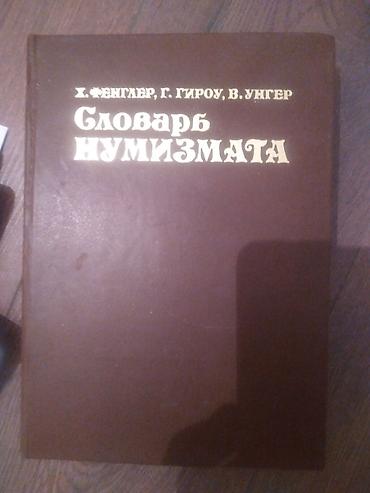 Х. ФЕНГЛЕР, Г. ГИРОУ, В. УНГЕР
Словарь
НУМИЗМАТА